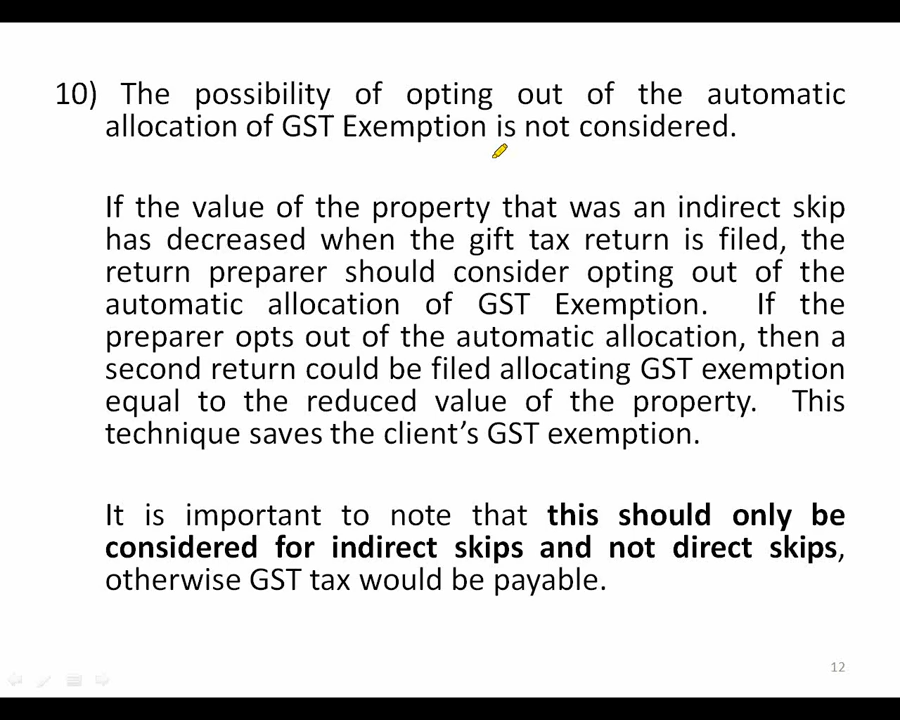 10) The possibility of opting out of the automatic
allocation of GST Exemption is not considered.
If the value of the property that was an indirect skip
has decreased when the gift tax return is filed, the
return preparer should consider opting out of the
automatic allocation of GST Exemption. If the
preparer opts out of the automatic allocation, then a
second return could be filed allocating GST exemption
equal to the reduced value of the property. This
technique saves the client’s GST exemption.
It is important to note that this should only be
considered for indirect skips and not direct skips,
otherwise GST tax would be payable.
12